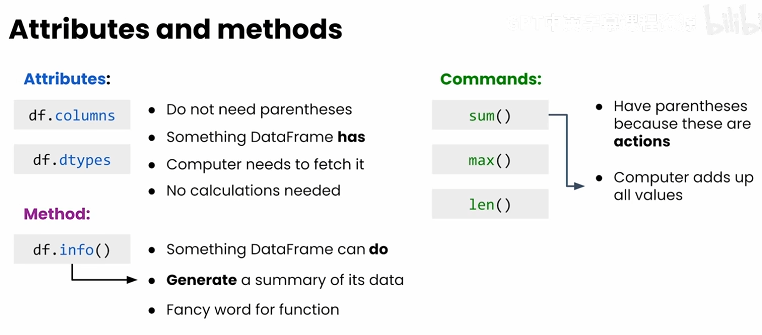 Attributes and methods
Attributes:
df.columns
df.dtypes
Do not need parentheses
Something DataFrame has
Computer needs to fetch it
No calculations needed
Method:
df.info()
Something DataFrame can do
Generate a summary of its data
Fancy word for function
Commands:
sum()
max()
len()
Have parentheses
because these are
actions
Computer adds up
all values
bilibi